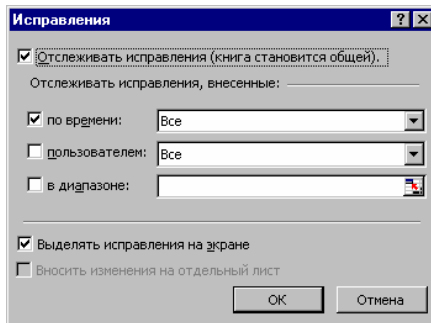 Исправления
Отслеживать исправления (книга становится общей).
Отслеживать исправления, внесенные:
по времени: Все
пользователем: Все
в диапазоне:
Выделять исправления на экране
Вносить изменения на отдельный лист
OK Отмена